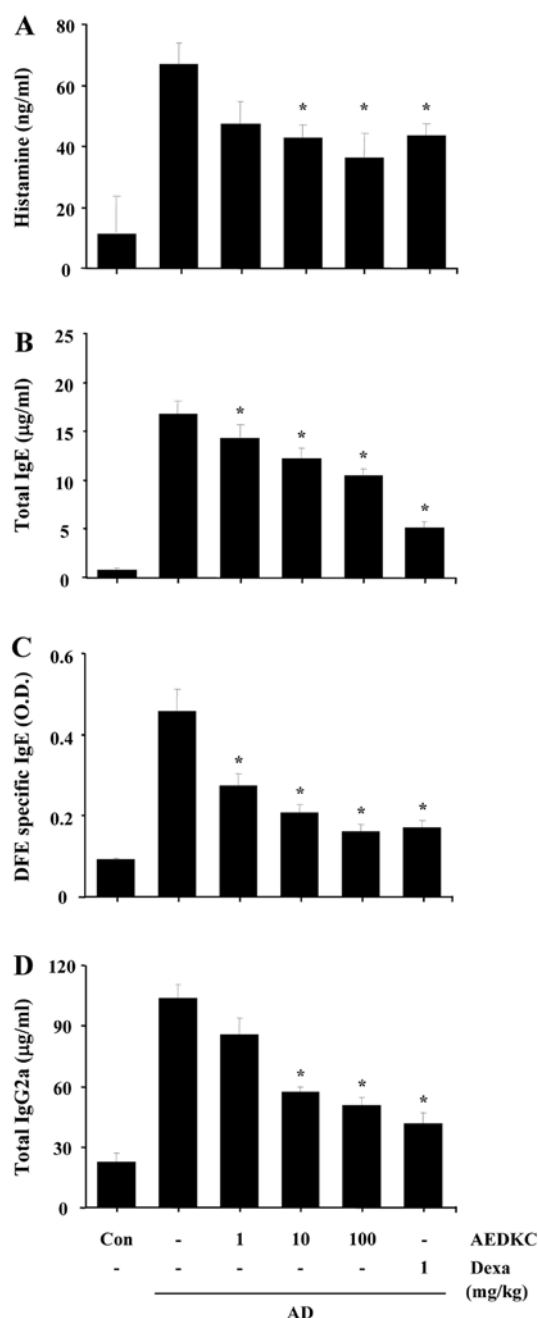 A
Histamine (ng/ml)
80
60
40
20
0
* * *
B
Total IgE (μg/ml)
25
20
15
10
5
0
* * * *
C
DFE specific IgE (O.D.)
0.6
0.4
0.2
0
* * * *
D
Total IgG2a (μg/ml)
120
90
60
30
0
* * *
Con - 1 10 100 - AEDKC
- - - - - 1 Dexa
(mg/kg)
AD